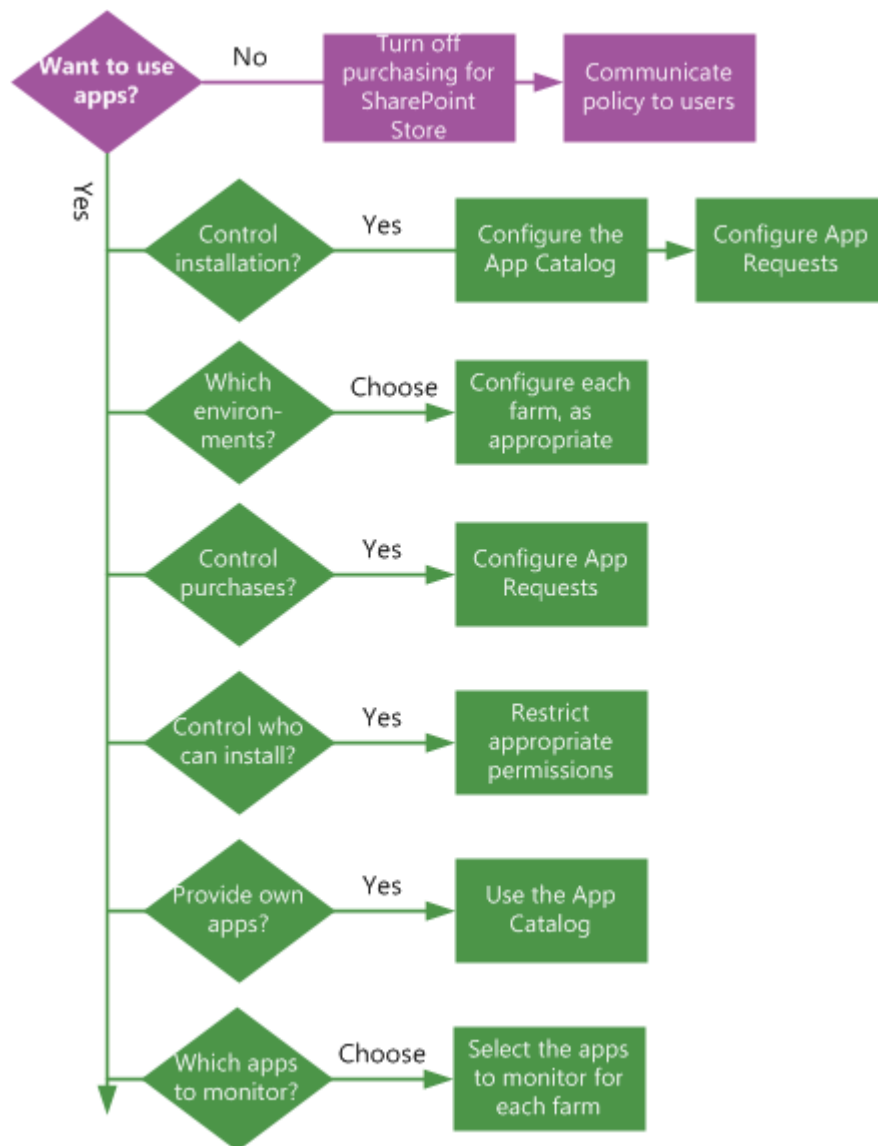 Want to use
apps?
No
Turn off
purchasing for
SharePoint
Store
Communicate
policy to users
Yes
Control
installation?
Yes
Configure the
App Catalog
Configure App
Requests
Which
environ-
ments?
Choose
Configure each
farm, as
appropriate
Control
purchases?
Yes
Configure App
Requests
Control who
can install?
Yes
Restrict
appropriate
permissions
Provide own
apps?
Yes
Use the App
Catalog
Which apps
to monitor?
Choose
Select the apps
to monitor for
each farm